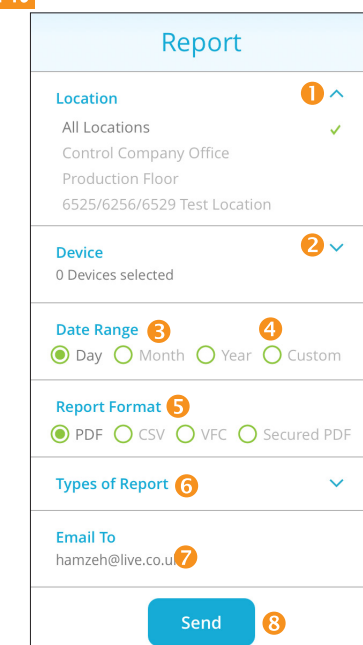 Report
Location 1
All Locations
Control Company Office
Production Floor
6525/6256/6529 Test Location
Device 2
0 Devices selected
Date Range 3 4
Day Month Year Custom
Report Format 5
PDF CSV VFC Secured PDF
Types of Report 6
Email To
hamzeh@live.co.u 7
Send 8